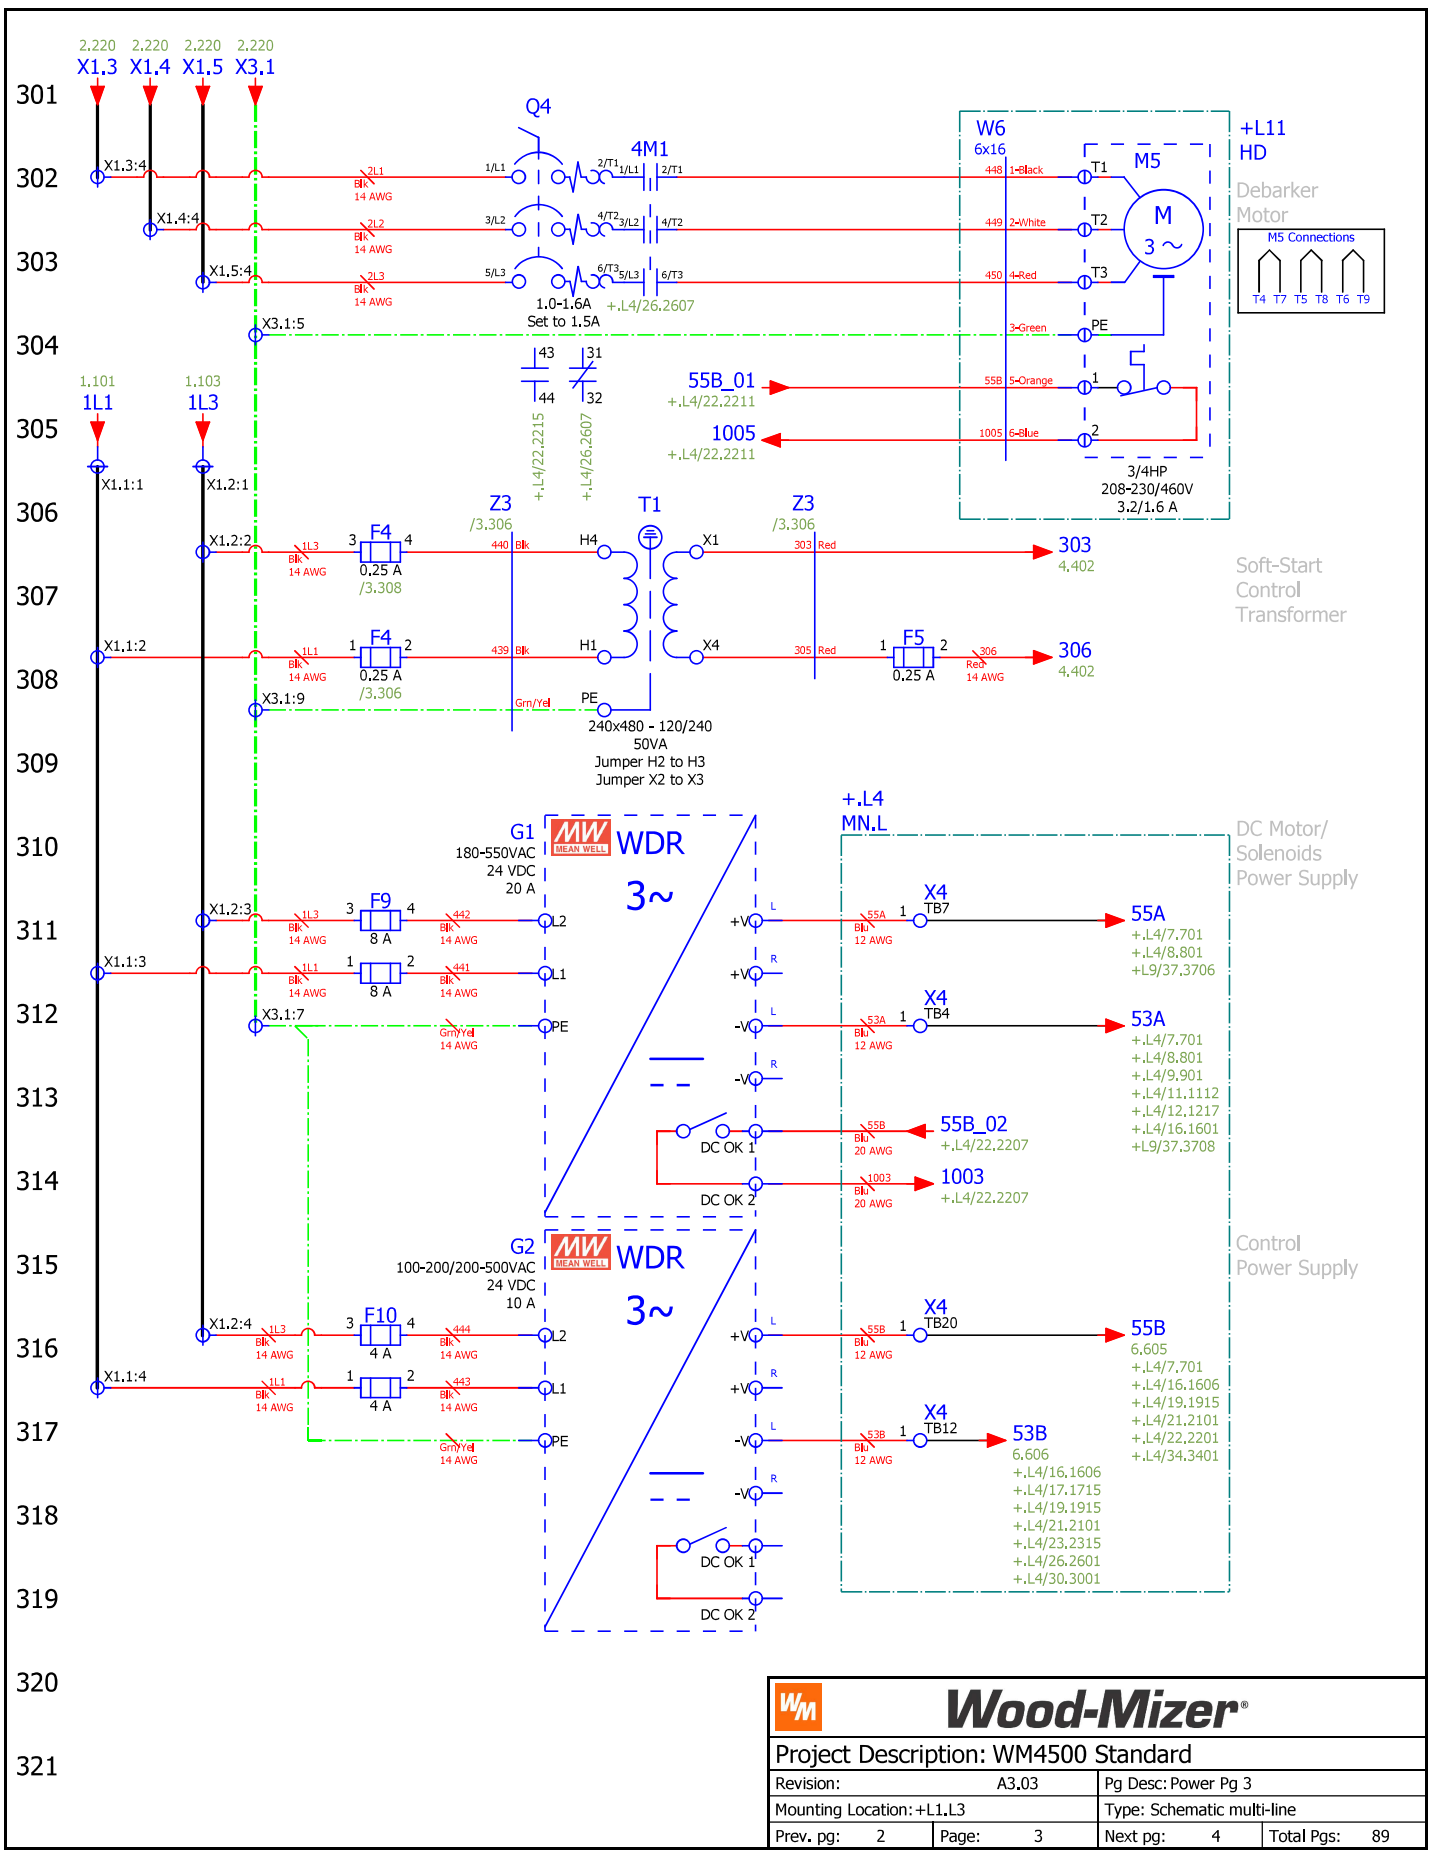 2.220 2.220 2.220 2.220
X1.3 X1.4 X1.5 X3.1
301
Q4
4M1
W6
6x16
+L11
HD
M5
Debarker
Motor
302
X1.3:4
2L1
Blk
14 AWG
1/L1
2/T1
1/L1
2/T1
448 1-Black
T1
M
3 ~
X1.4:4
2L2
Blk
14 AWG
3/L2
4/T2
3/L2
4/T2
449 2-White
T2
M5 Connections
T4 T7 T5 T8 T6 T9
303
X1.5:4
2L3
Blk
14 AWG
5/L3
6/T3
5/L3
6/T3
450 4-Red
T3
1.0-1.6A
Set to 1.5A
+.L4/26.2607
304
X3.1:5
3-Green
PE
43
44
31
32
+.L4/22.2215
+.L4/26.2607
1.101
1L1
1.103
1L3
55B_01
+.L4/22.2211
55B 5-Orange
1
305
1005
+.L4/22.2211
1005 6-Blue
2
X1.1:1
X1.2:1
3/4HP
208-230/460V
3.2/1.6 A
306
Z3
/3.306
T1
Z3
/3.306
X1.2:2
1L3
Blk
14 AWG
3
F4
4
0.25 A
/3.308
440 Blk
H4
X1
303 Red
303
4.402
Soft-Start
Control
Transformer
307
X1.1:2
1L1
Blk
14 AWG
1
F4
2
0.25 A
/3.306
439 Blk
H1
X4
305 Red
1
F5
2
0.25 A
306
Red
14 AWG
306
4.402
308
X3.1:9
Grn/Yel
PE
240x480 - 120/240
50VA
Jumper H2 to H3
Jumper X2 to X3
309
+.L4
MN.L
310
G1
180-550VAC
24 VDC
20 A
MW
MEAN WELL
WDR
3~
DC Motor/
Solenoids
Power Supply
311
X1.2:3
1L3
Blk
14 AWG
3
F9
4
8 A
442
Blk
14 AWG
L2
+V
L
55A
Blu
12 AWG
1
X4
TB7
55A
+.L4/7.701
+.L4/8.801
+L9/37.3706
X1.1:3
1L1
Blk
14 AWG
1
2
8 A
441
Blk
14 AWG
L1
+V
R
312
X3.1:7
Grn/Yel
14 AWG
PE
-V
L
53A
Blu
12 AWG
1
X4
TB4
53A
+.L4/7.701
+.L4/8.801
+.L4/9.901
+.L4/11.1112
+.L4/12.1217
+.L4/16.1601
+L9/37.3708
-V
R
313
DC OK 1
55B
Blu
20 AWG
55B_02
+.L4/22.2207
314
DC OK 2
1003
Blu
20 AWG
1003
+.L4/22.2207
315
G2
100-200/200-500VAC
24 VDC
10 A
MW
MEAN WELL
WDR
3~
Control
Power Supply
316
X1.2:4
1L3
Blk
14 AWG
3
F10
4
4 A
444
Blk
14 AWG
L2
+V
L
55B
Blu
12 AWG
1
X4
TB20
55B
6.605
+.L4/7.701
+.L4/16.1606
+.L4/19.1915
+.L4/21.2101
+.L4/22.2201
+.L4/34.3401
X1.1:4
1L1
Blk
14 AWG
1
2
4 A
443
Blk
14 AWG
L1
+V
R
317
Grn/Yel
14 AWG
PE
-V
L
53B
Blu
12 AWG
1
X4
TB12
53B
6.606
+.L4/16.1606
+.L4/17.1715
+.L4/19.1915
+.L4/21.2101
+.L4/23.2315
+.L4/26.2601
+.L4/30.3001
-V
R
318
DC OK 1
319
DC OK 2
320
321
WM
Wood-Mizer®
Project Description: WM4500 Standard
Revision: A3.03
Pg Desc: Power Pg 3
Mounting Location: +L1.L3
Type: Schematic multi-line
Prev. pg: 2
Page: 3
Next pg: 4
Total Pgs: 89